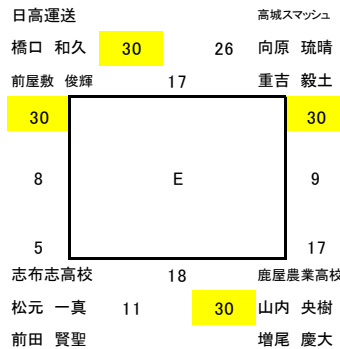 日高運送 高城スマッシュ
橋口 和久 30 26 向原 琉晴
前屋敷 俊輝 17 重吉 毅士
30 30
8 E 9
5 17
志布志高校 18 鹿屋農業高校
松元 一真 11 30 山内 央樹
前田 賢聖 増尾 慶大